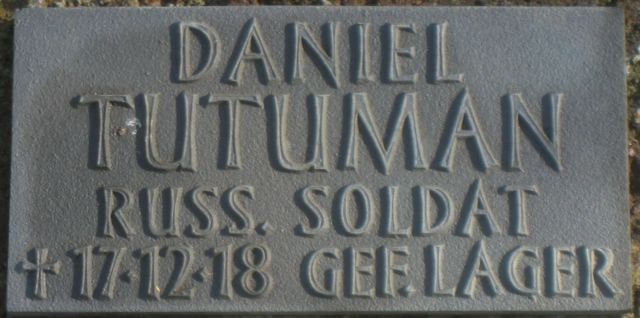 DANIEL
TUTUMAN
RUSS. SOLDAT
✝ 17·12·18 GEF. LAGER